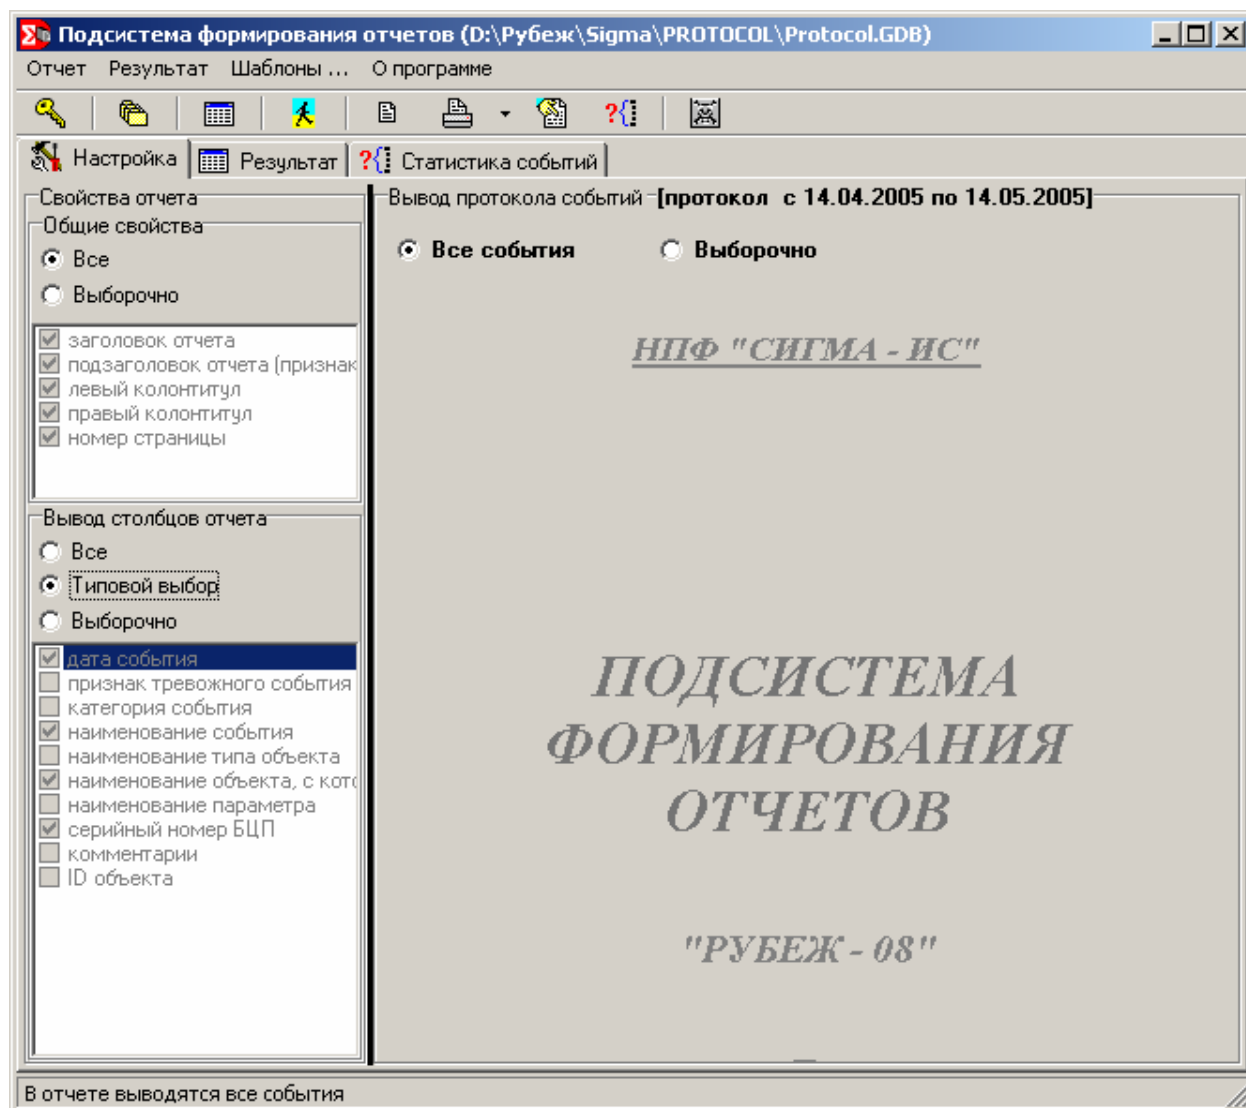 Подсистема формирования отчетов (D:\Рубеж\Sigma\PROTOCOL\Protocol.GDB)
Отчет Результат Шаблоны ... О программе
Настройка Результат Статистика событий
Свойства отчета
Общие свойства
Все
Выборочно
заголовок отчета
подзаголовок отчета (признак
левый колонтитул
правый колонтитул
номер страницы
Вывод столбцов отчета
Все
Типовой выбор
Выборочно
дата события
признак тревожного события
категория события
наименование события
наименование типа объекта
наименование объекта, с кото
наименование параметра
серийный номер БЦП
комментарии
ID объекта
Вывод протокола событий [протокол с 14.04.2005 по 14.05.2005]
Все события Выборочно
НПФ "СИГМА - ИС"
ПОДСИСТЕМА
ФОРМИРОВАНИЯ
ОТЧЕТОВ
"РУБЕЖ - 08"
В отчете выводятся все события